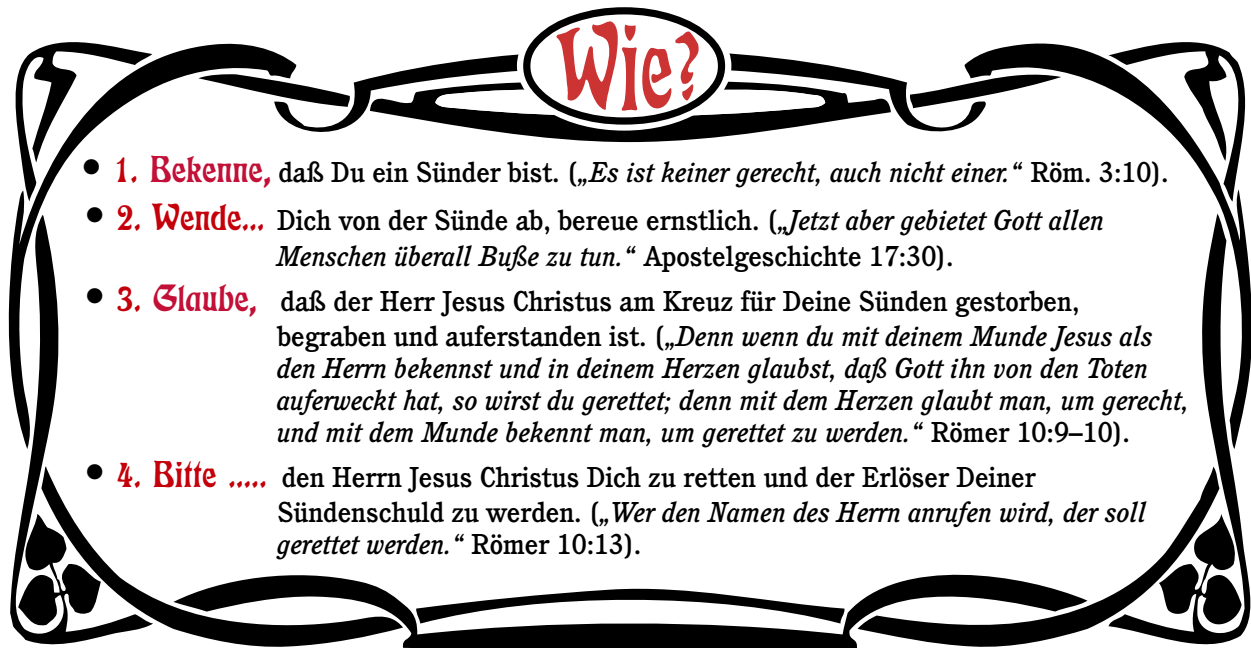 Wie?
• 1. Bekenne, daß Du ein Sünder bist. („Es ist keiner gerecht, auch nicht einer.“ Röm. 3:10).
• 2. Wende... Dich von der Sünde ab, bereue ernstlich. („Jetzt aber gebietet Gott allen
Menschen überall Buße zu tun.“ Apostelgeschichte 17:30).
• 3. Glaube, daß der Herr Jesus Christus am Kreuz für Deine Sünden gestorben,
begraben und auferstanden ist. („Denn wenn du mit deinem Munde Jesus als
den Herrn bekennst und in deinem Herzen glaubst, daß Gott ihn von den Toten
auferweckt hat, so wirst du gerettet; denn mit dem Herzen glaubt man, um gerecht,
und mit dem Munde bekennt man, um gerettet zu werden.“ Römer 10:9–10).
• 4. Bitte ..... den Herrn Jesus Christus Dich zu retten und der Erlöser Deiner
Sündenschuld zu werden. („Wer den Namen des Herrn anrufen wird, der soll
gerettet werden.“ Römer 10:13).